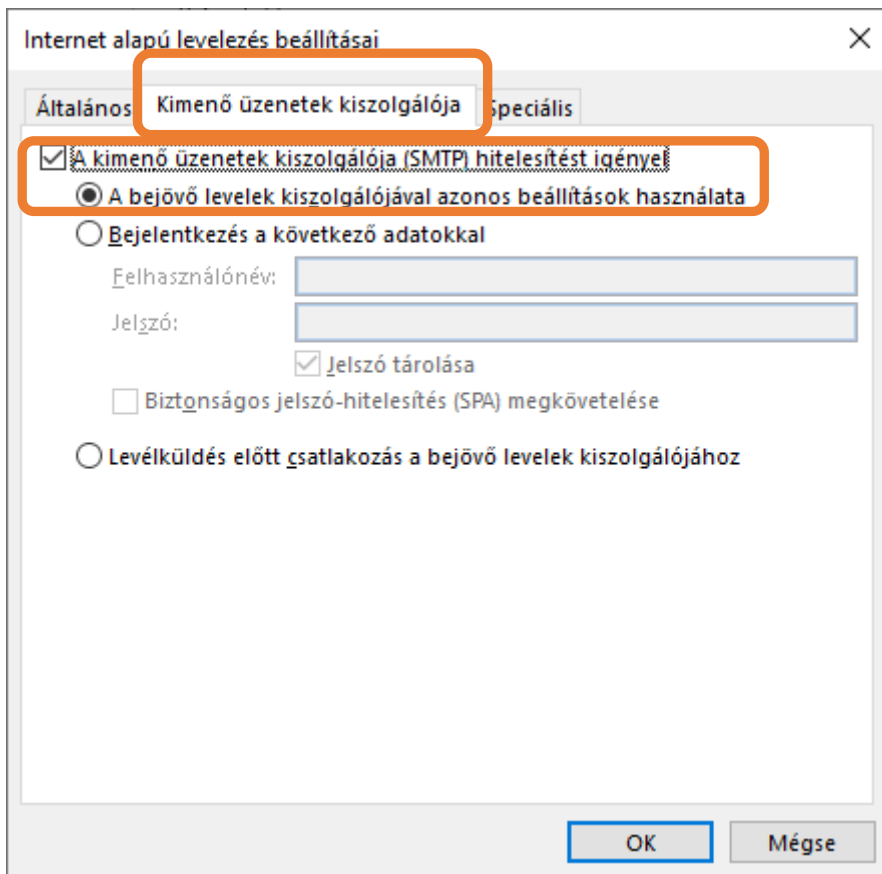 Internet alapú levelezés beállításai
Általános Kimenő üzenetek kiszolgálója Speciális
A kimenő üzenetek kiszolgálója (SMTP) hitelesítést igényel
A bejövő levelek kiszolgálójával azonos beállítások használata
Bejelentkezés a következő adatokkal
Felhasználónév:
Jelszó:
Jelszó tárolása
Biztonságos jelszó-hitelesítés (SPA) megkövetelése
Levélküldés előtt csatlakozás a bejövő levelek kiszolgálójához
OK Mégse